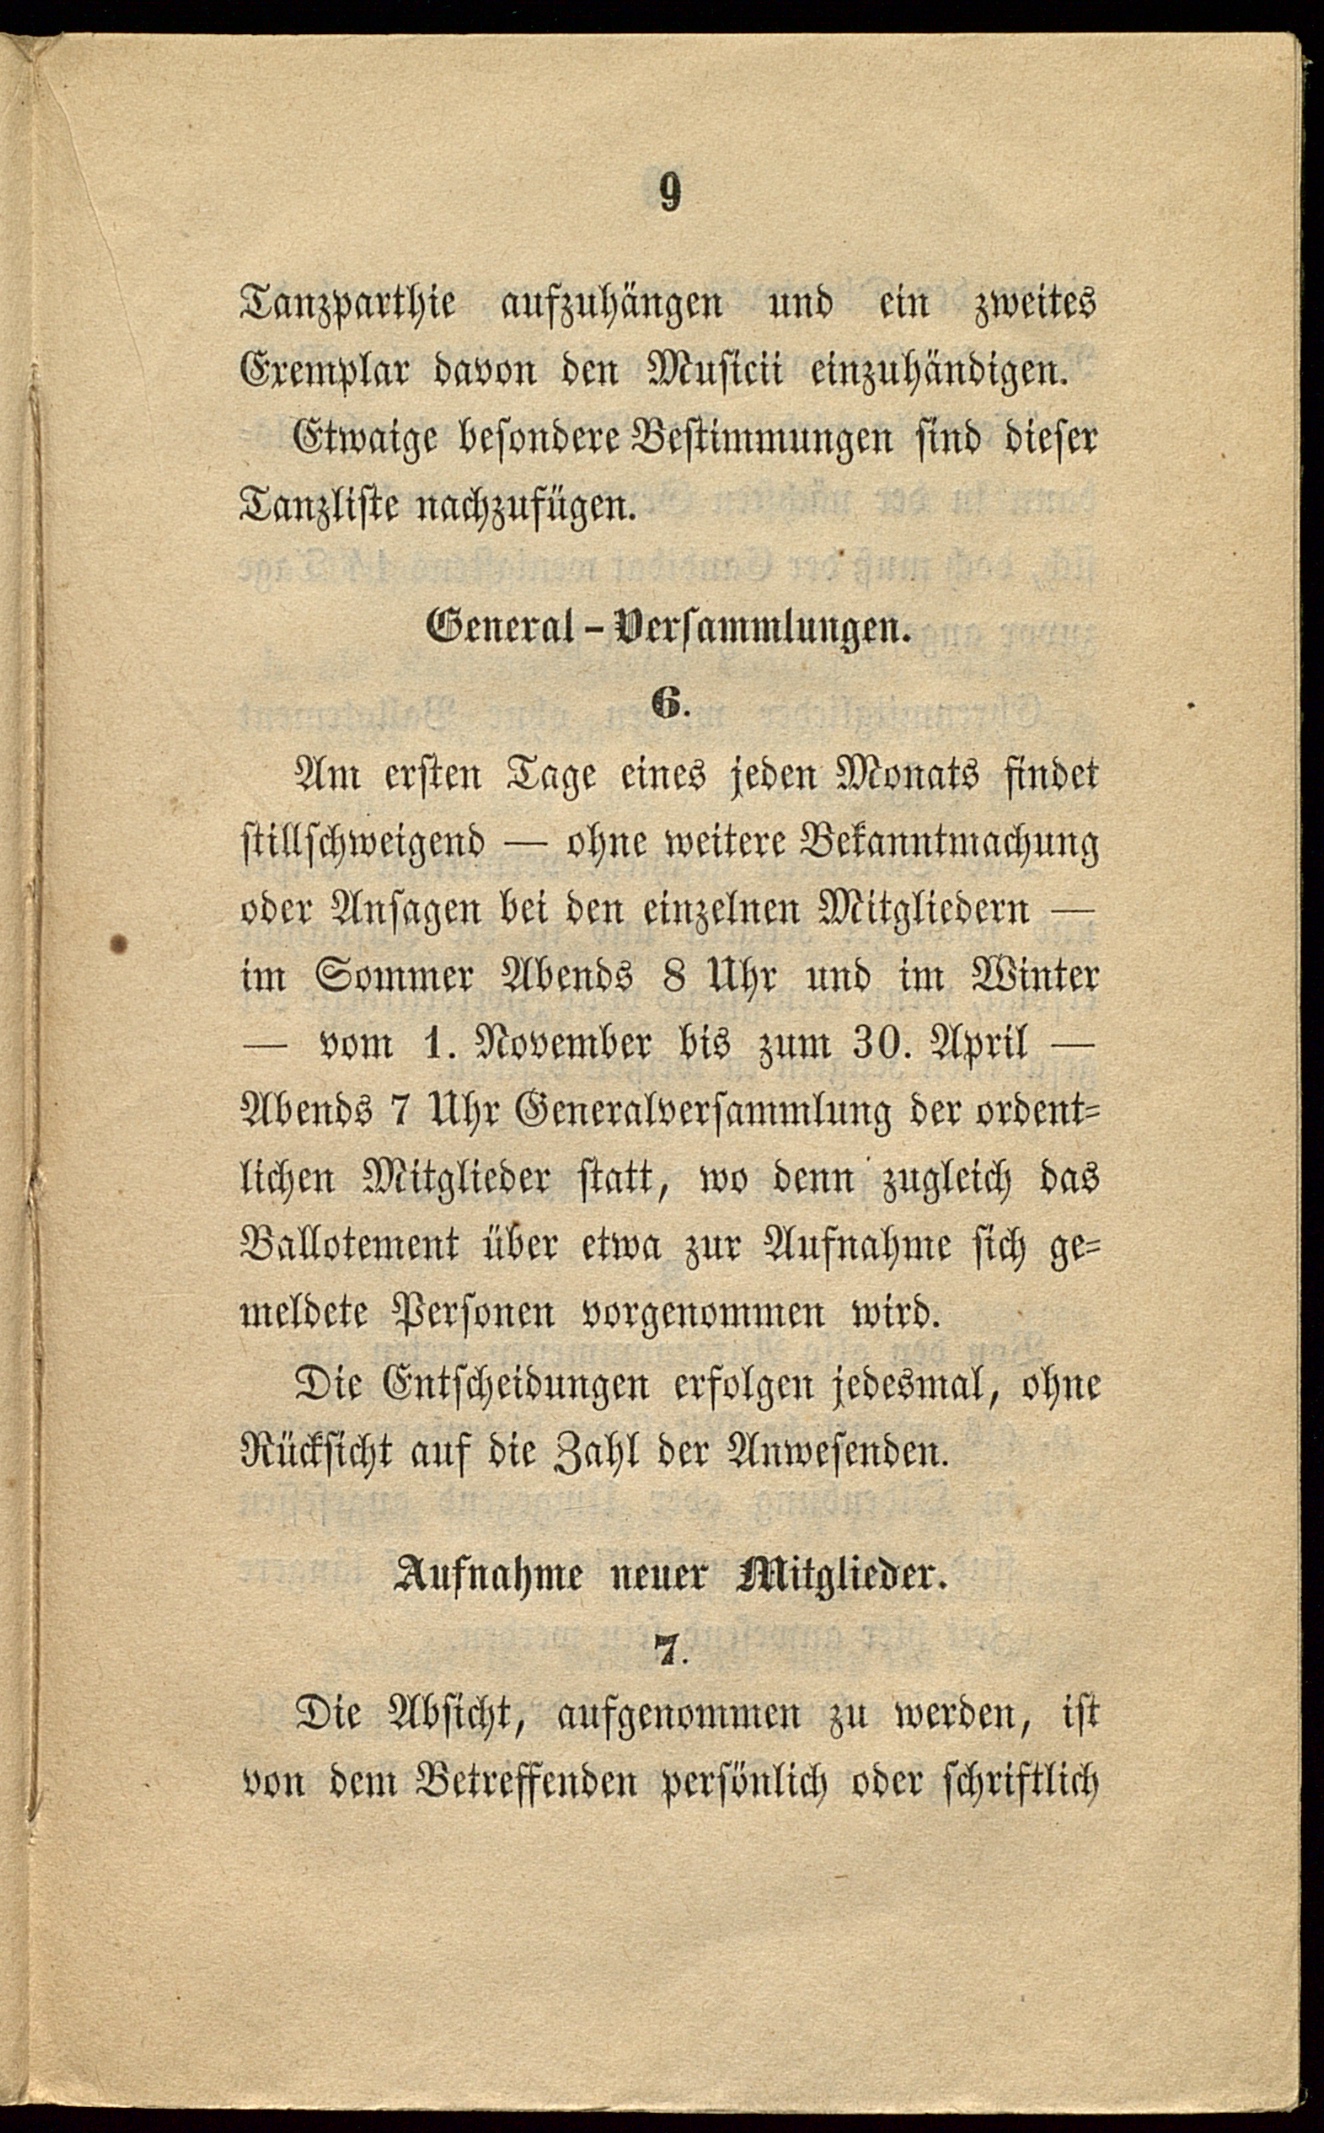 9
Tanzparthie aufzuhängen und ein zweites
Exemplar davon den Musicii einzuhändigen.
Etwaige besondere Bestimmungen sind dieser
Tanzliste nachzufügen.
General-Versammlungen.
6.
Am ersten Tage eines jeden Monats findet
stillschweigend — ohne weitere Bekanntmachung
oder Ansagen bei den einzelnen Mitgliedern —
im Sommer Abends 8 Uhr und im Winter
— vom 1. November bis zum 30. April —
Abends 7 Uhr Generalversammlung der ordent-
lichen Mitglieder statt, wo denn zugleich das
Ballotement über etwa zur Aufnahme sich ge-
meldete Personen vorgenommen wird.
Die Entscheidungen erfolgen jedesmal, ohne
Rücksicht auf die Zahl der Anwesenden.
Aufnahme neuer Mitglieder.
7.
Die Absicht, aufgenommen zu werden, ist
von dem Betreffenden persönlich oder schriftlich